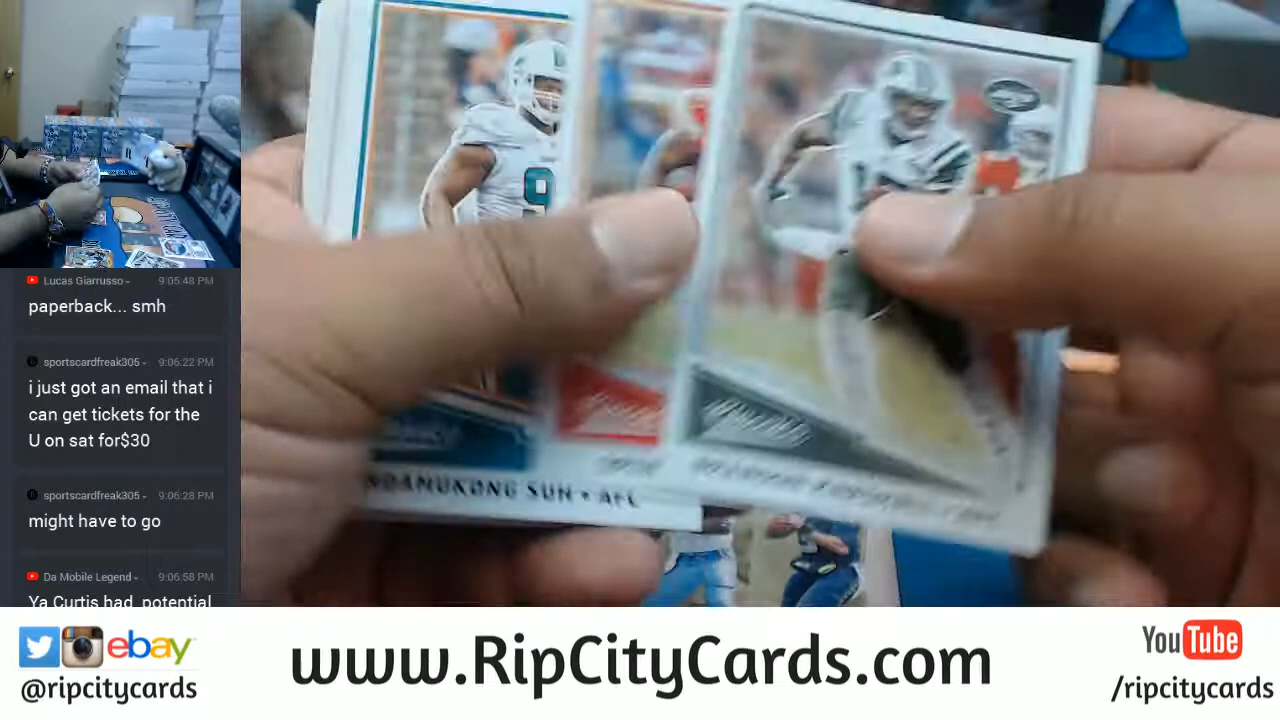 Lucas Giarrusso - 9:05:48 PM
paperback... smh
sportscardfreak305 - 9:06:22 PM
i just got an email that i
can get tickets for the
U on sat for$30
sportscardfreak305 - 9:06:28 PM
might have to go
Da Mobile Legend - 9:06:58 PM
Ya Curtis had potential
NDAMUKONG SUH • AFC
9
ebay
@ripcitycards
www.RipCityCards.com
YouTube
/ripcitycards